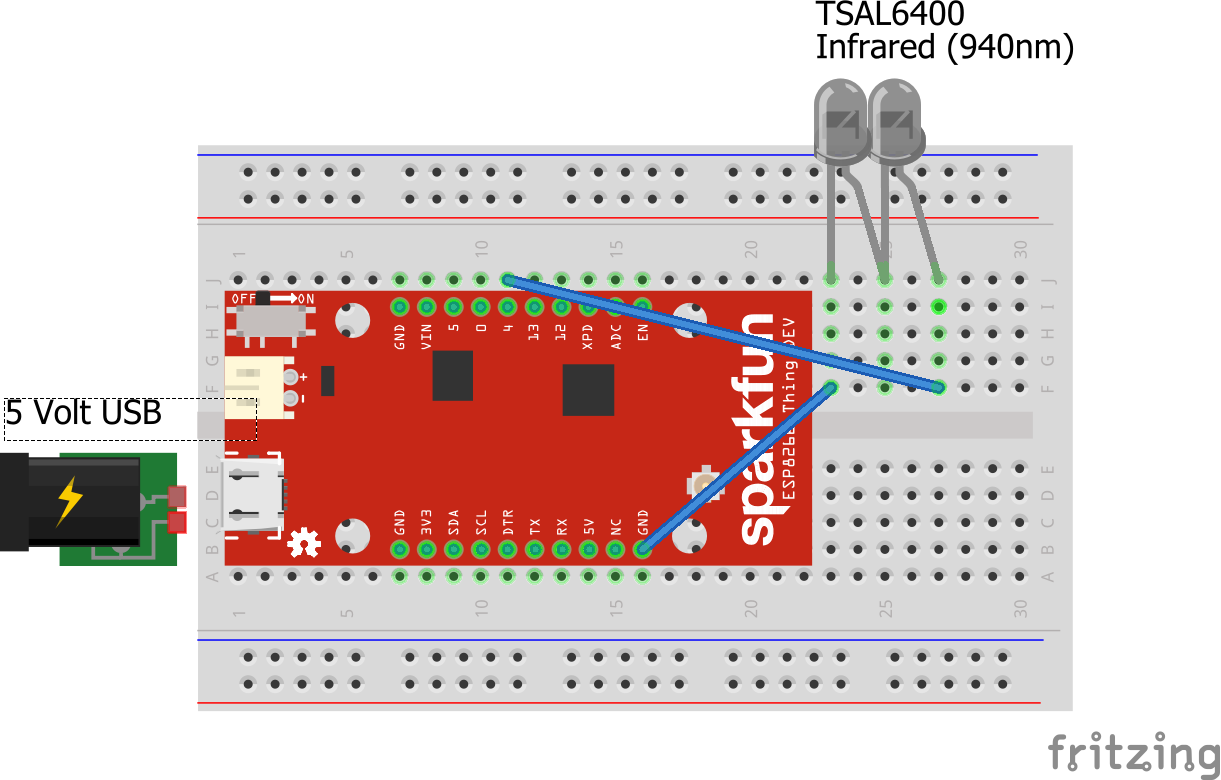 TSAL6400
Infrared (940nm)
1 5 10 15 20 25 30
J J
I I
H H
G G
F F
OFF ON
GND VIN 5 0 4 13 12 XPD ADC EN
+
-
5 Volt USB
sparkfun
ESP8266 Thing DEV
E E
D D
C C
B B
A A
GND 3V3 SDA SCL DTR TX RX 5V NC GND
1 5 10 15 20 25 30
fritzing